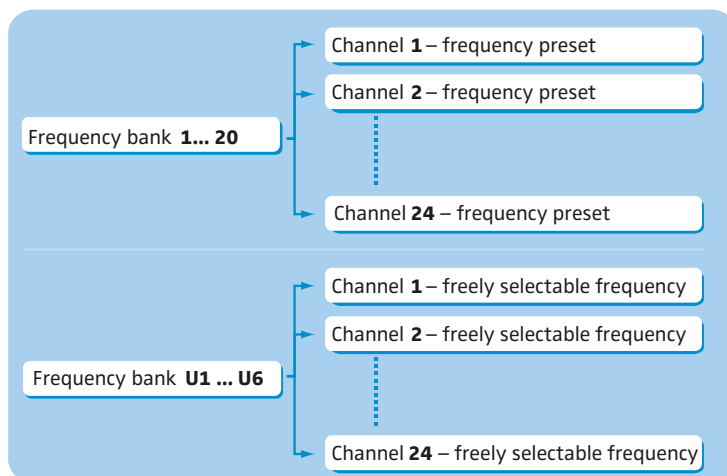 Channel 1 – frequency preset
Channel 2 – frequency preset
Frequency bank 1... 20
Channel 24 – frequency preset
Channel 1 – freely selectable frequency
Channel 2 – freely selectable frequency
Frequency bank U1 ... U6
Channel 24 – freely selectable frequency